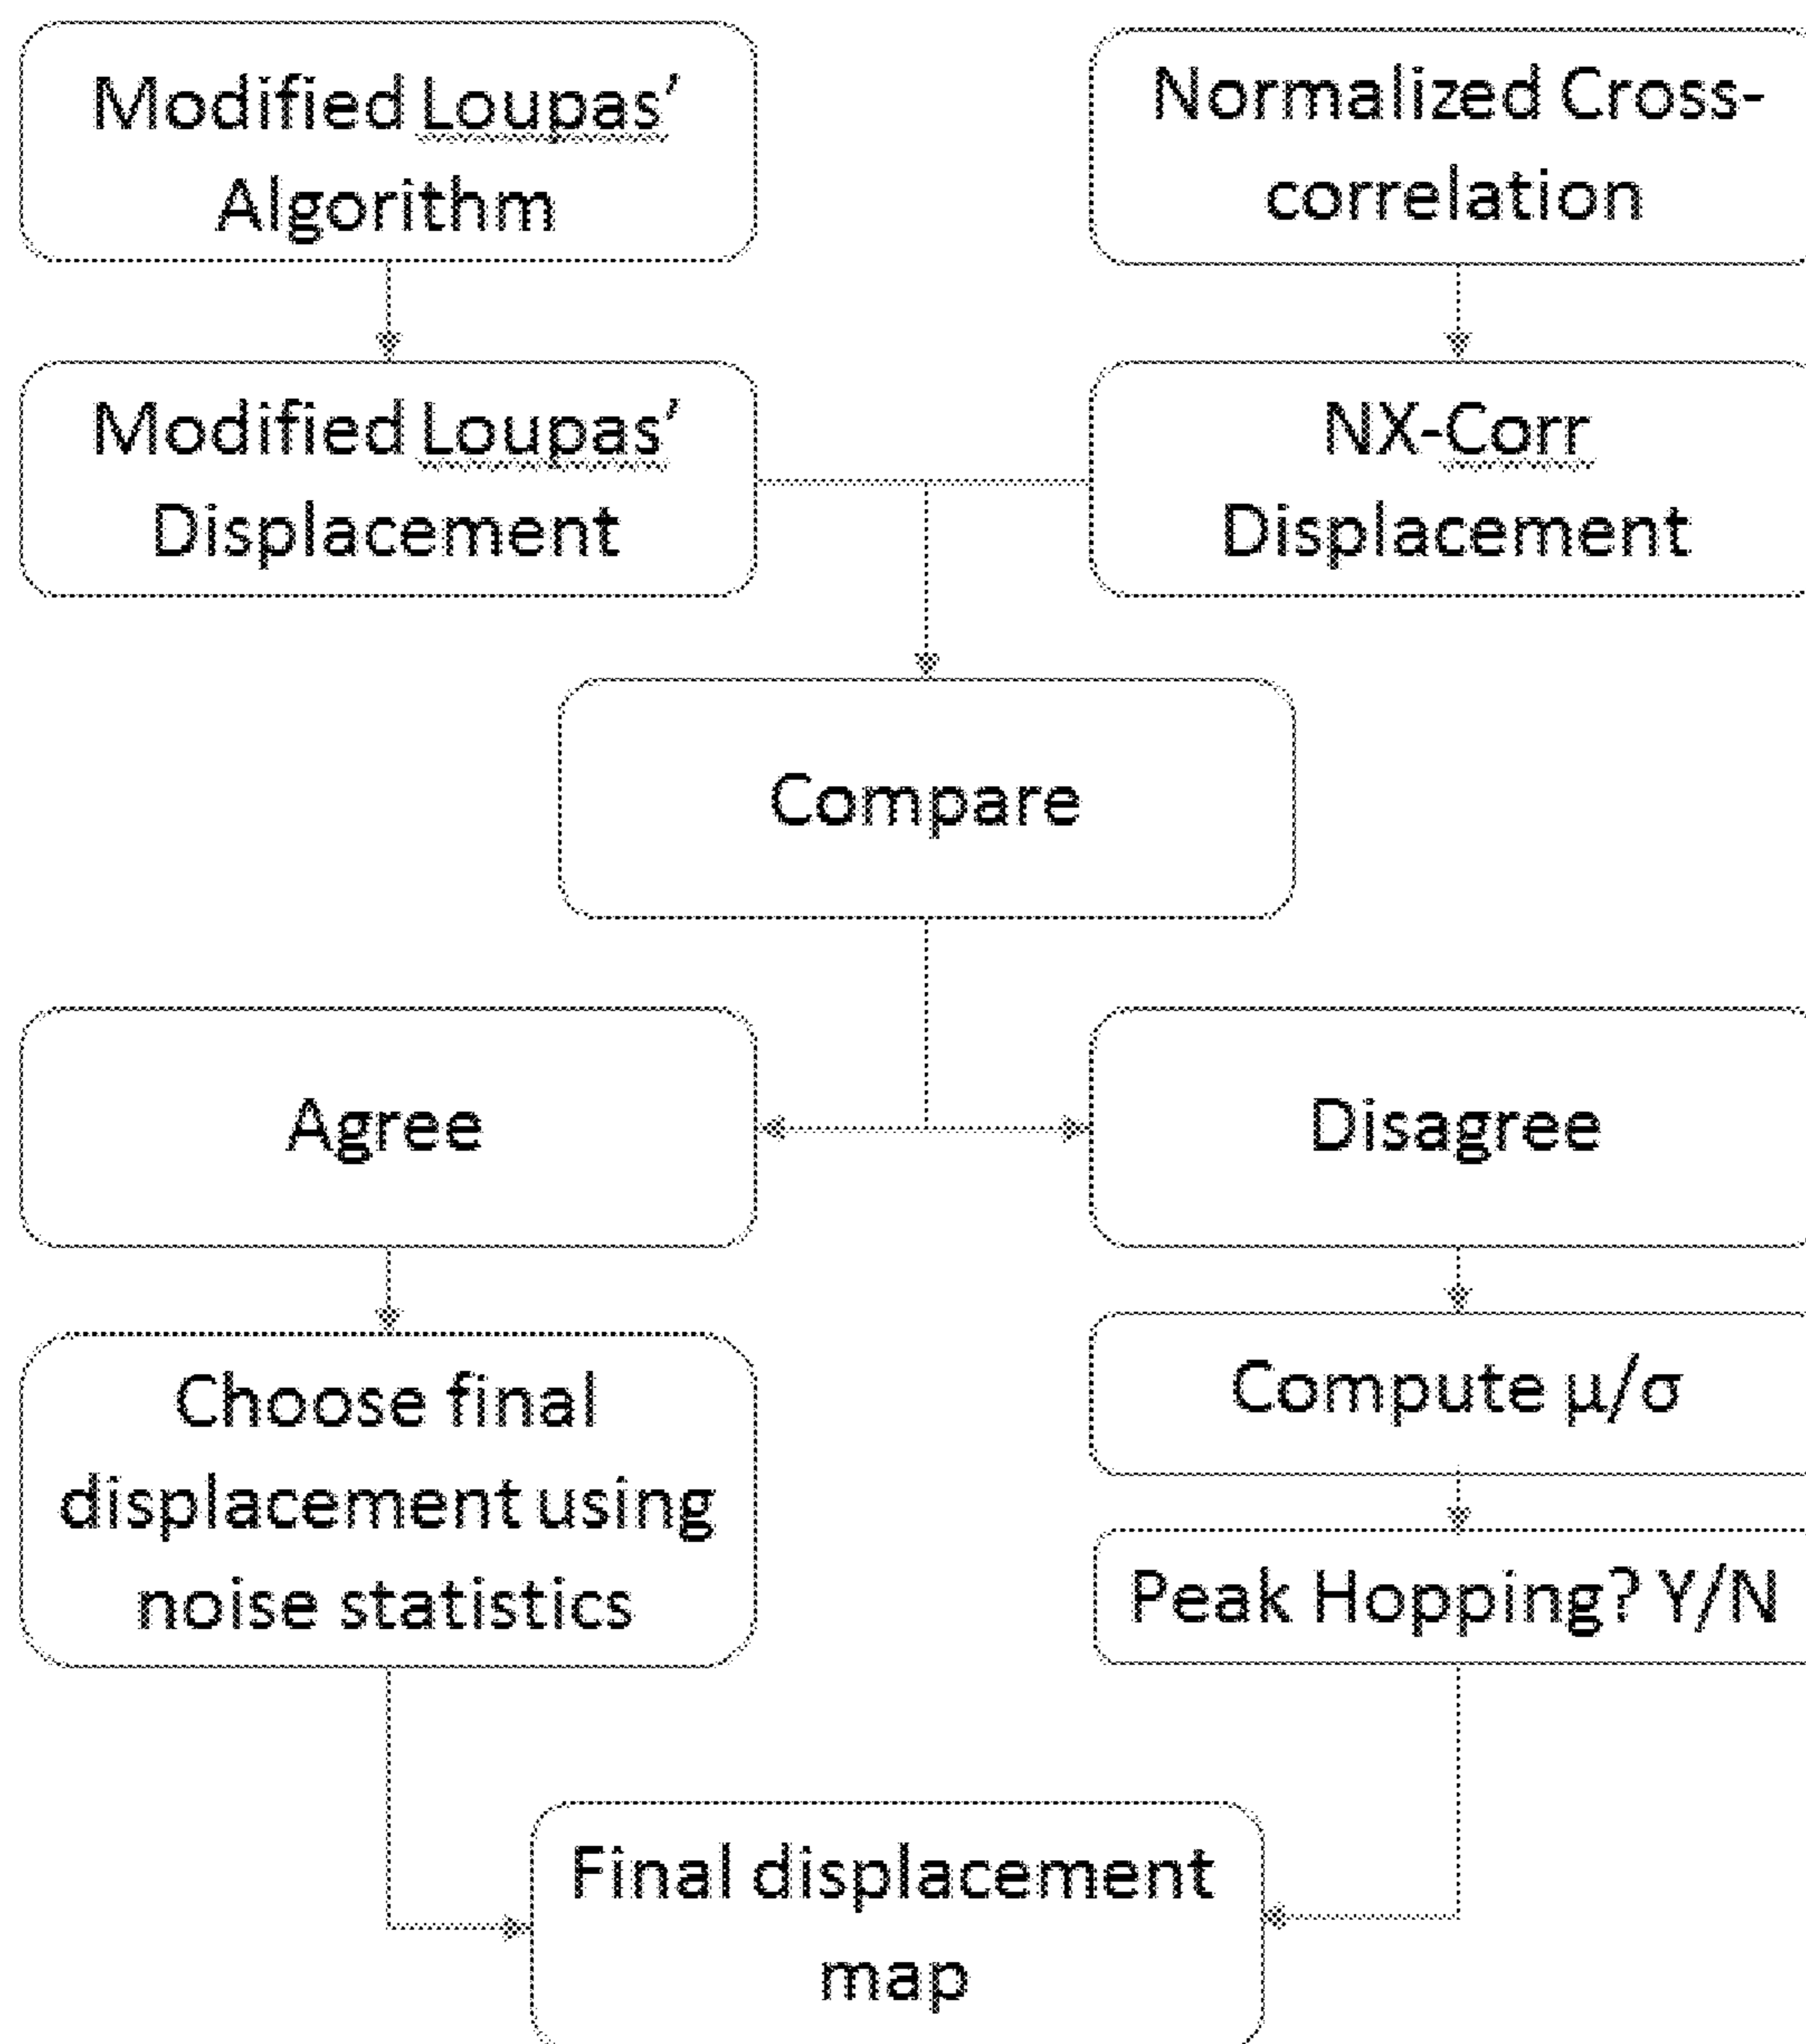 Modified Loupas’
Algorithm
Normalized Cross-
correlation
Modified Loupas’
Displacement
NX-Corr
Displacement
Compare
Agree
Disagree
Choose final
displacement using
noise statistics
Compute μ/σ
Peak Hopping? Y/N
Final displacement
map